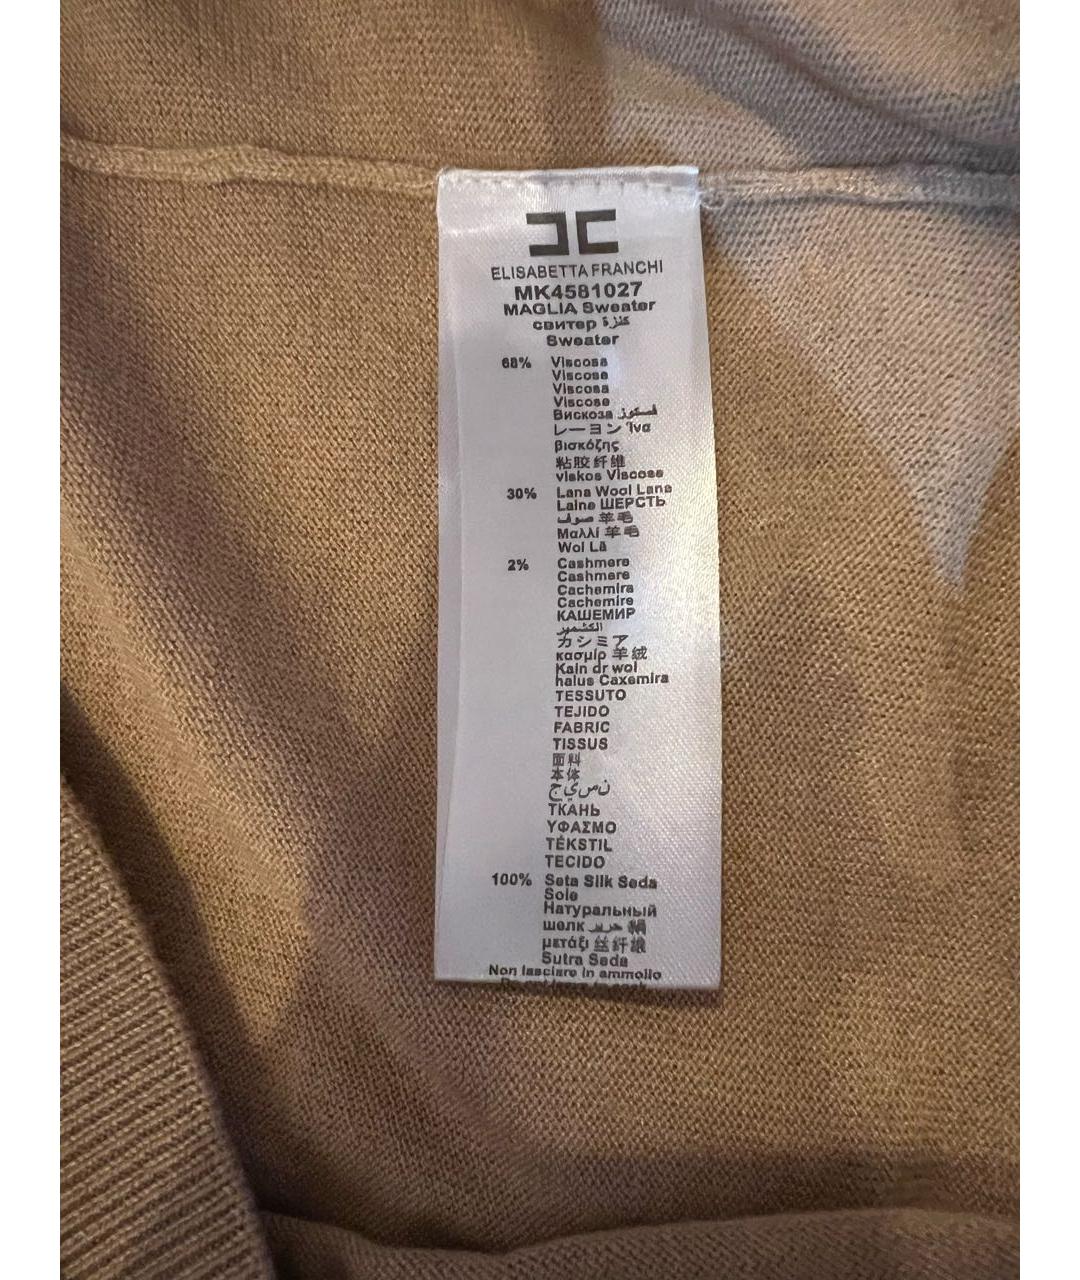 ELISABETTA FRANCHI
MK4581027
MAGLIA Sweater
свитер كنزة
Sweater
68% Viscosa
Viscose
Viscosa
Viscose
Вискоза فسكوز
レーヨン Ίνα
βισκόζης
粘胶纤维
viskos Viscose
30% Lana Wool Lana
Laine ШЕРСТЬ
صوف 羊毛
Μαλλί 羊毛
Wol Lã
2% Cashmere
Cashmere
Cachemira
Cachemire
КАШЕМИР
الكشمير
カシミア
κασμίρ 羊绒
Kain dr wol
halus Caxemira
TESSUTO
TEJIDO
FABRIC
TISSUS
面料
本体
ن ص ي ج
ТКАНЬ
ΥΦΑΣΜΟ
TÉKSTIL
TECIDO
100% Seta Silk Seda
Soie
Натуральный
шелк حرير 絹
μετάξι 丝纤维
Sutra Seda
Non lasciare in ammollo